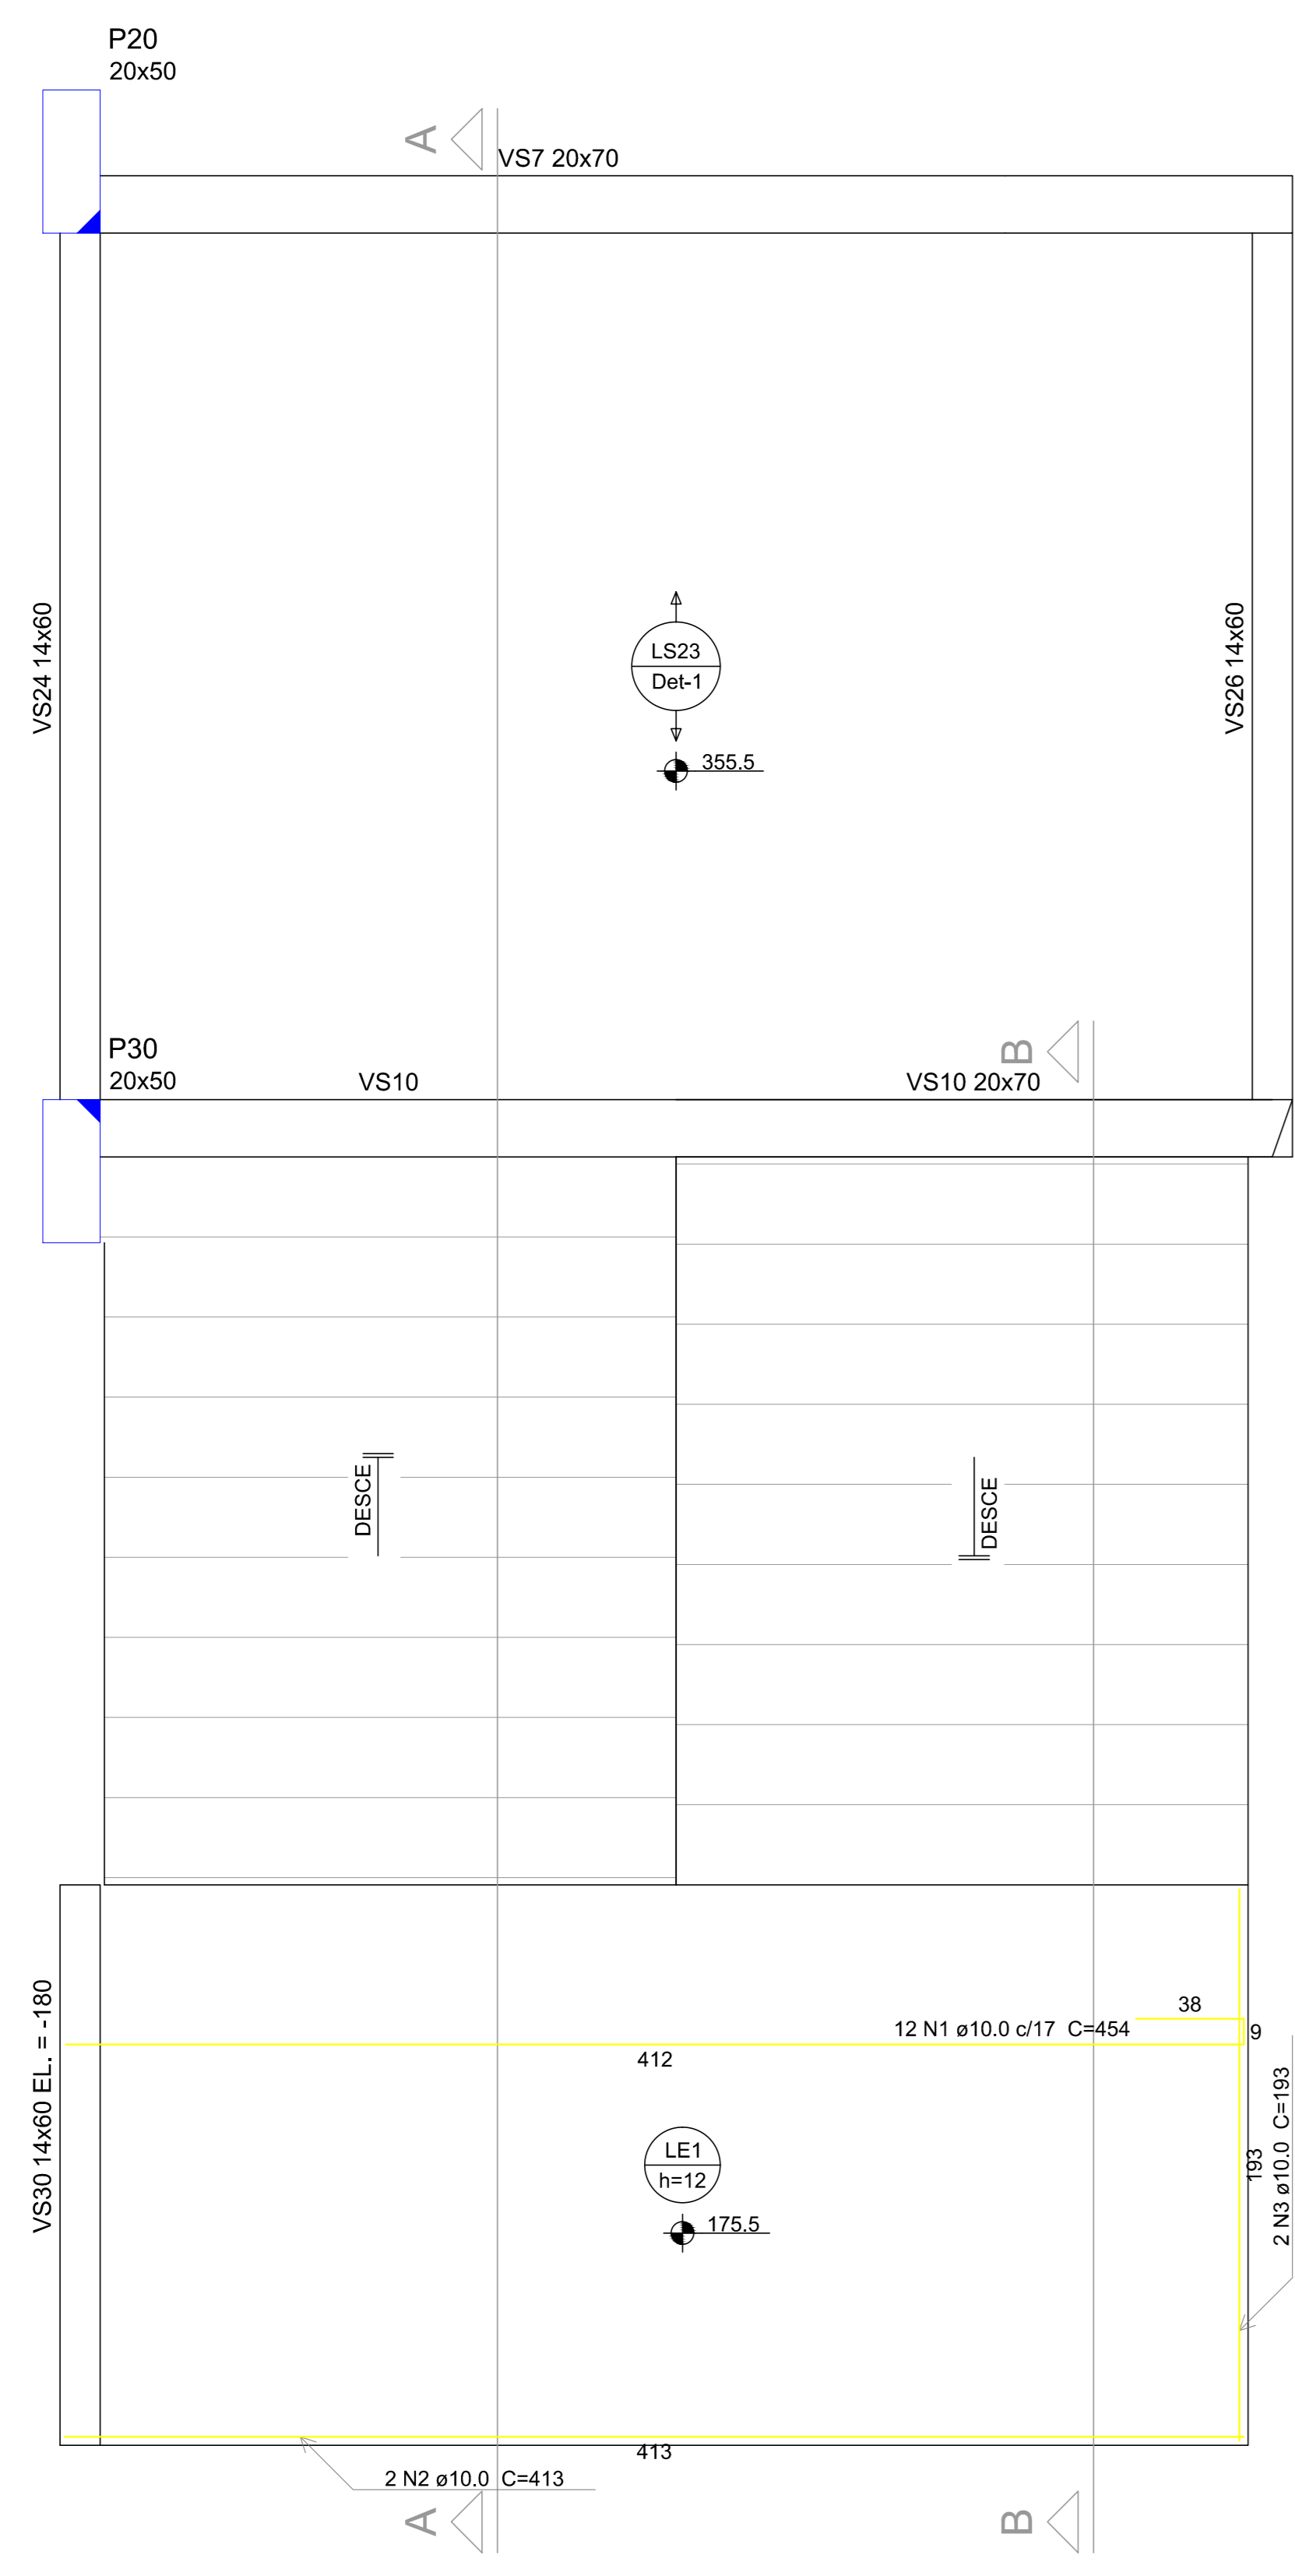 P20
20x50
A
VS7 20x70
VS24 14x60
LS23
Det-1
VS26 14x60
355.5
P30
20x50
VS10
B
VS10 20x70
DESCE
DESCE
VS30 14x60 EL. = -180
38
12 N1 ø10.0 c/17 C=454
9
412
LE1
h=12
193
2 N3 ø10.0 C=193
175.5
413
2 N2 ø10.0 C=413
A
B